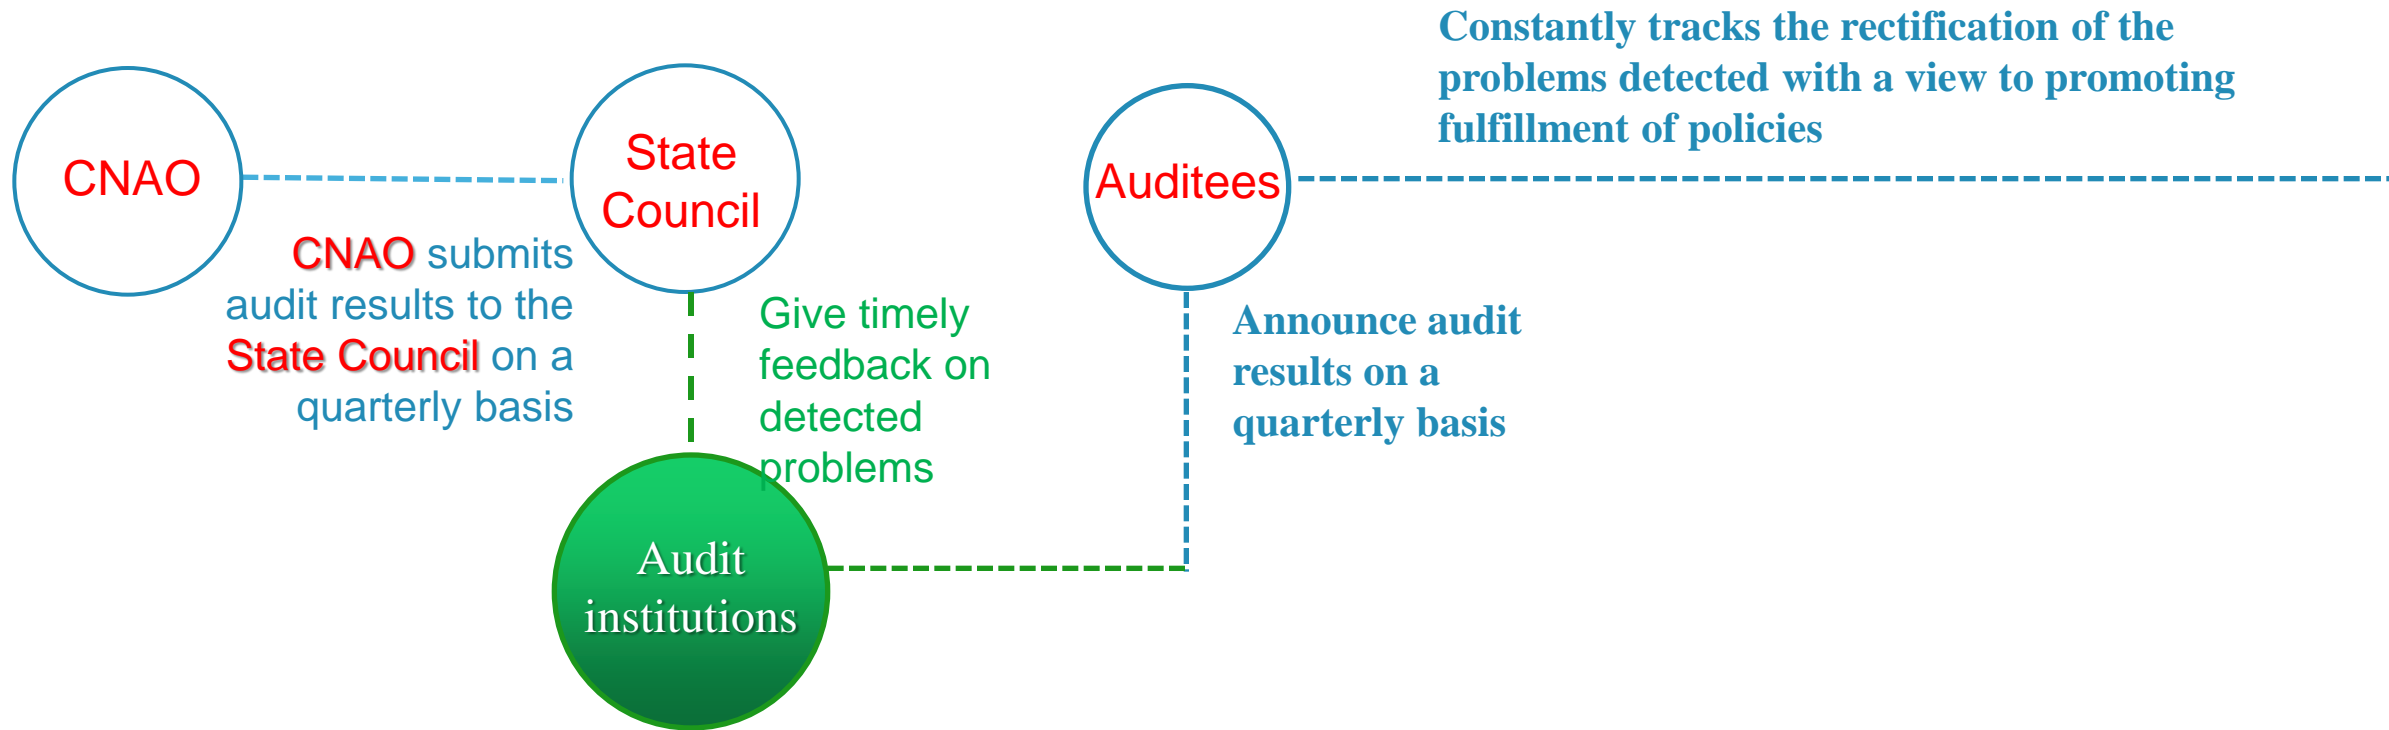 CNAO
CNAO submits
audit results to the
State Council on a
quarterly basis
State
Council
Give timely
feedback on
detected
problems
Audit
institutions
Auditees
Announce audit
results on a
quarterly basis
Constantly tracks the rectification of the
problems detected with a view to promoting
fulfillment of policies